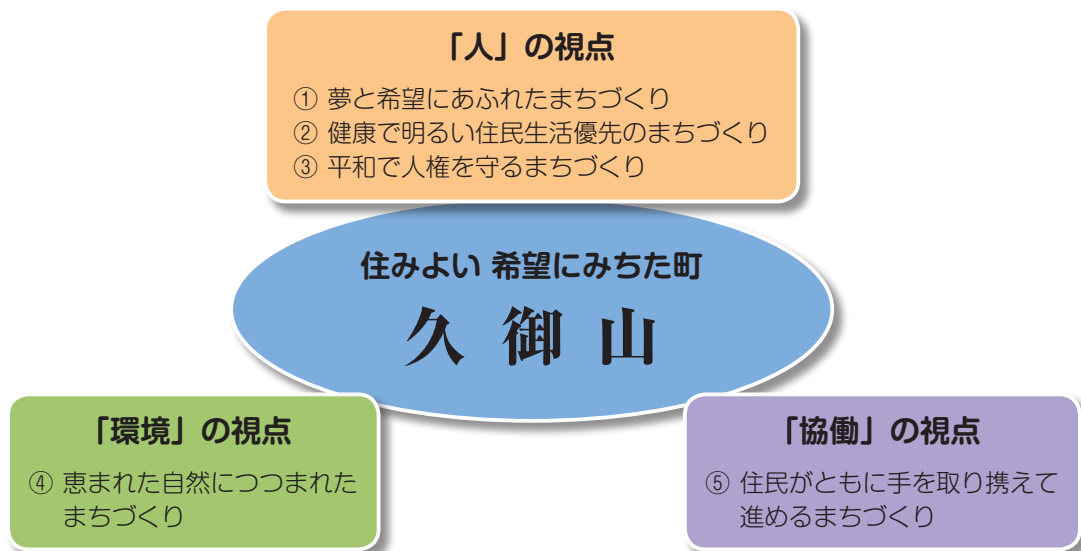 「人」の視点
① 夢と希望にあふれたまちづくり
② 健康で明るい住民生活優先のまちづくり
③ 平和で人権を守るまちづくり
住みよい 希望にみちた町
久御山
「環境」の視点
④ 恵まれた自然につつまれた
まちづくり
「協働」の視点
⑤ 住民がともに手を取り携えて
進めるまちづくり